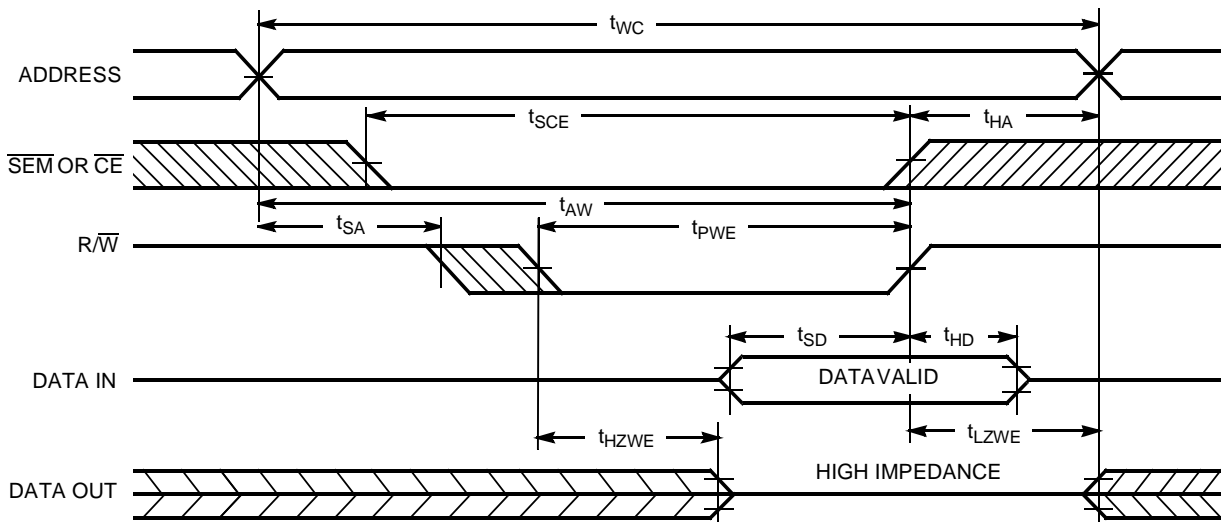 tWC
ADDRESS
tSCE
tHA
SEM OR CE
tAW
tSA
tPWE
R/W
tSD
tHD
DATA IN
DATA VALID
tHZWE
tLZWE
HIGH IMPEDANCE
DATA OUT